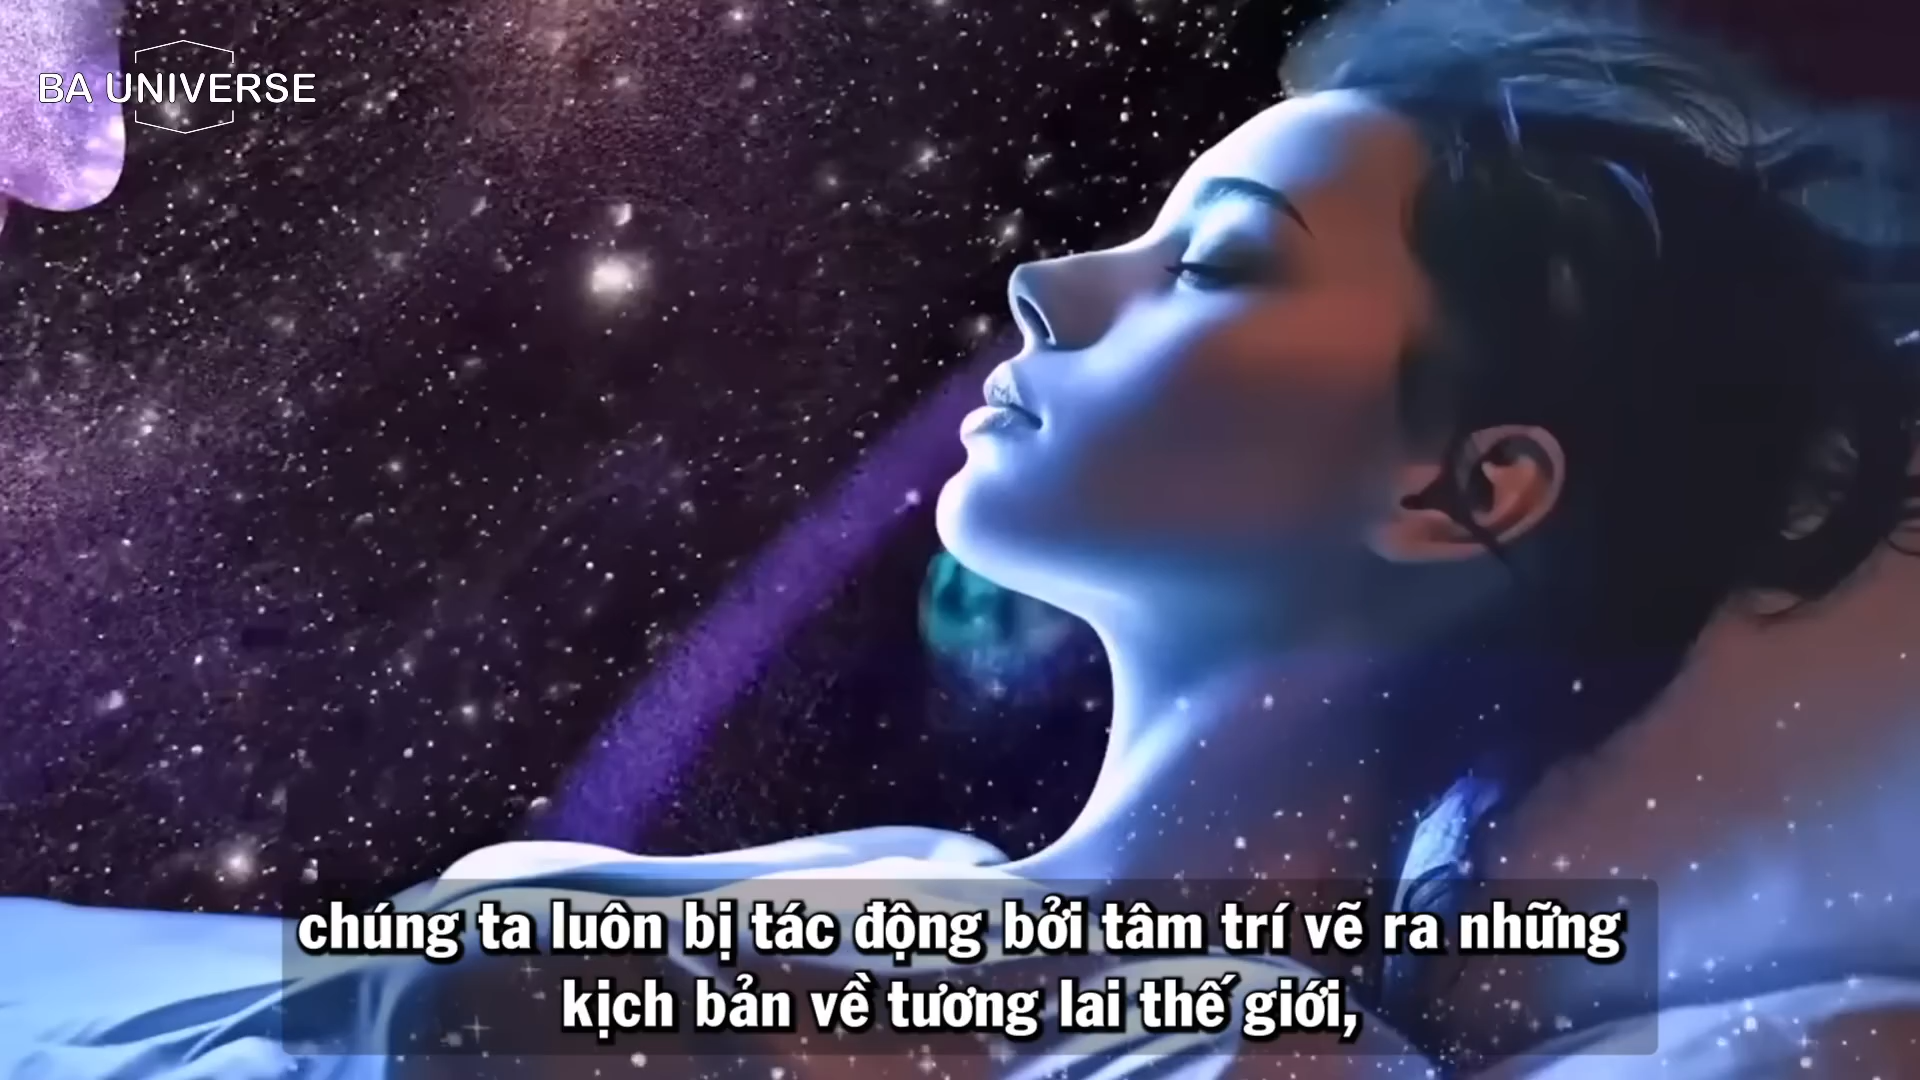 BA UNIVERSE
chúng ta luôn bị tác động bởi tâm trí vẽ ra những
kịch bản về tương lai thế giới,